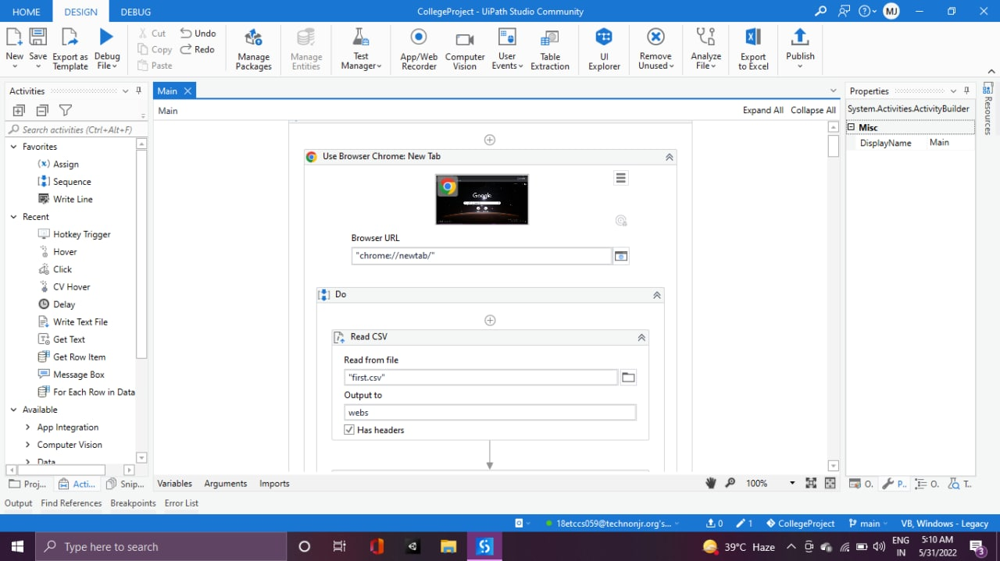 HOME DESIGN DEBUG CollegeProject - UiPath Studio Community MJ
New Save Export as Template Debug File Cut Copy Paste Undo Redo Manage Packages Manage Entities Test Manager App/Web Recorder Computer Vision User Events Table Extraction UI Explorer Remove Unused Analyze File Export to Excel Publish
Activities
Search activities (Ctrl+Alt+F)
Favorites
Assign
Sequence
Write Line
Recent
Hotkey Trigger
Hover
Click
CV Hover
Delay
Write Text File
Get Text
Get Row Item
Message Box
For Each Row in Data
Available
App Integration
Computer Vision
Data
Proj... Acti... Snip...
Main
Main Expand All Collapse All
Use Browser Chrome: New Tab
Google
Browser URL
"chrome://newtab/"
Do
Read CSV
Read from file
"first.csv"
Output to
webs
Has headers
Variables Arguments Imports 100%
Properties
System.Activities.ActivityBuilder
Misc
DisplayName Main
Resources
O. P.. O. T..
Output Find References Breakpoints Error List
18etccs059@technonjr.org's... 0 1 CollegeProject main VB, Windows - Legacy
Type here to search 39°C Haze ENG IN 5:10 AM 5/31/2022 3